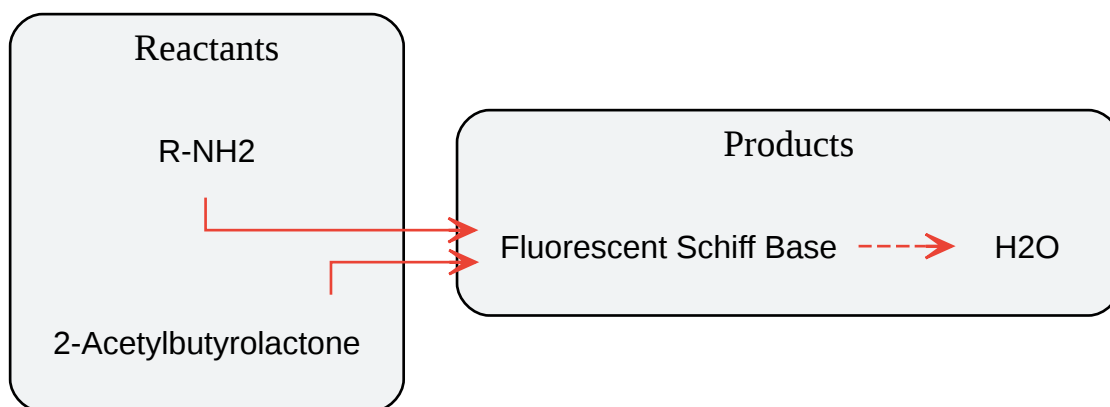 Reactants
R-NH2
2-Acetylbutyrolactone
Products
Fluorescent Schiff Base
H2O